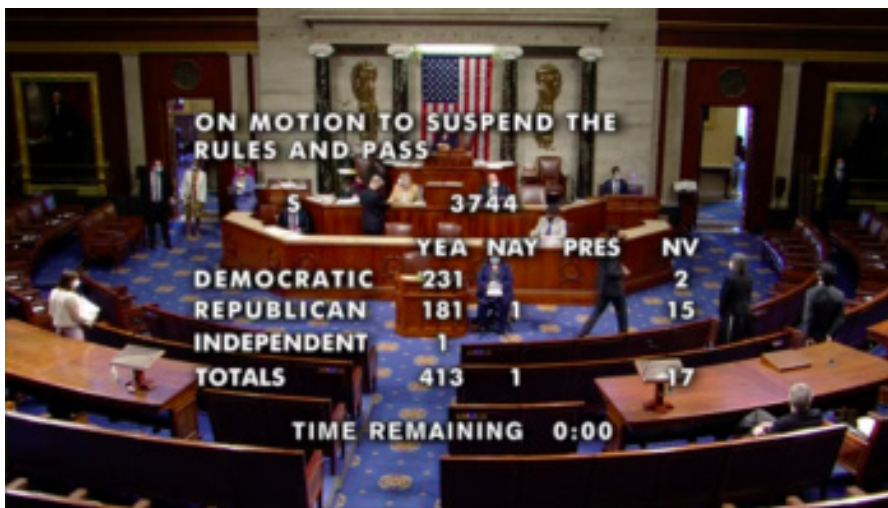 ON MOTION TO SUSPEND THE
RULES AND PASS
S 3744
YEA NAY PRES NV
DEMOCRATIC 231 2
REPUBLICAN 181 1 15
INDEPENDENT 1
TOTALS 413 1 17
TIME REMAINING 0:00